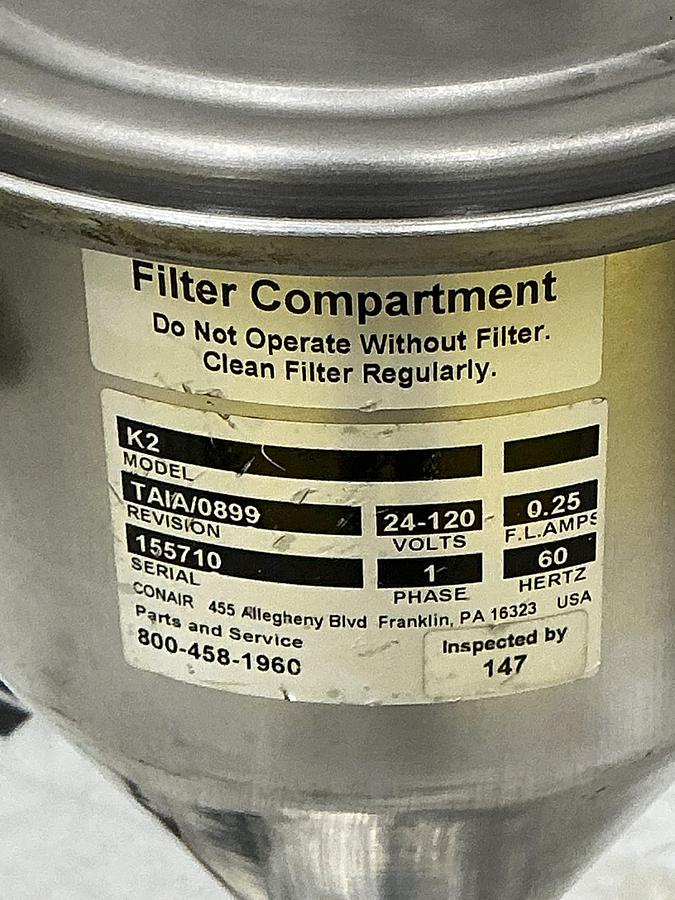 Filter Compartment
Do Not Operate Without Filter.
Clean Filter Regularly.
K2
MODEL
TAIA/0899 24-120 0.25
REVISION VOLTS F.L.AMPS
155710 1 60
SERIAL PHASE HERTZ
CONAIR 455 Allegheny Blvd Franklin, PA 16323 USA
Parts and Service
800-458-1960
Inspected by
147